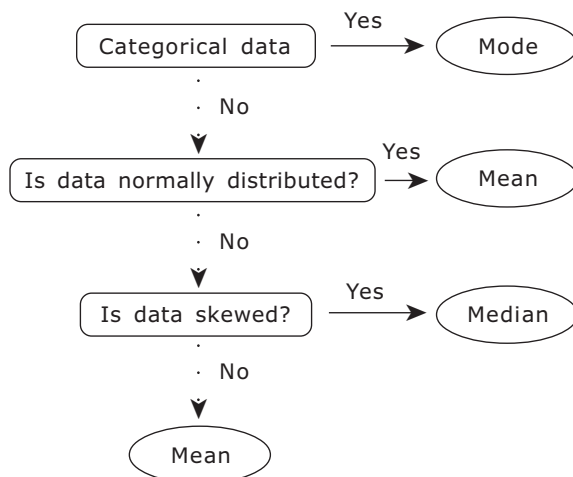 Categorical data
Yes
Mode
No
Is data normally distributed?
Yes
Mean
No
Is data skewed?
Yes
Median
No
Mean